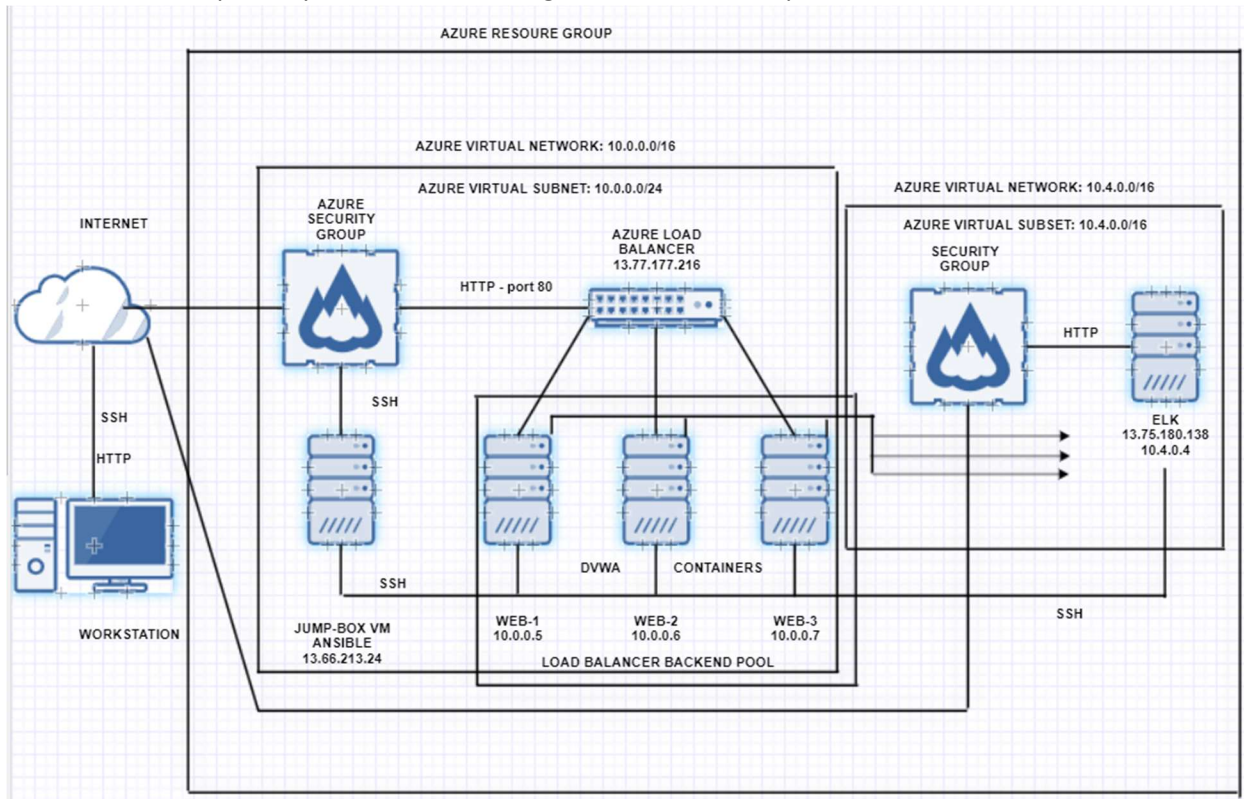 AZURE RESOURE GROUP
AZURE VIRTUAL NETWORK: 10.0.0.0/16
AZURE VIRTUAL SUBNET: 10.0.0.0/24
AZURE VIRTUAL NETWORK: 10.4.0.0/16
AZURE VIRTUAL SUBSET: 10.4.0.0/16
INTERNET
AZURE
SECURITY
GROUP
AZURE LOAD
BALANCER
13.77.177.216
SECURITY
GROUP
HTTP - port 80
HTTP
SSH
SSH
HTTP
ELK
13.75.180.138
10.4.0.4
SSH
DVWA
CONTAINERS
SSH
WORKSTATION
JUMP-BOX VM
ANSIBLE
13.66.213.24
WEB-1
10.0.0.5
WEB-2
10.0.0.6
WEB-3
10.0.0.7
LOAD BALANCER BACKEND POOL